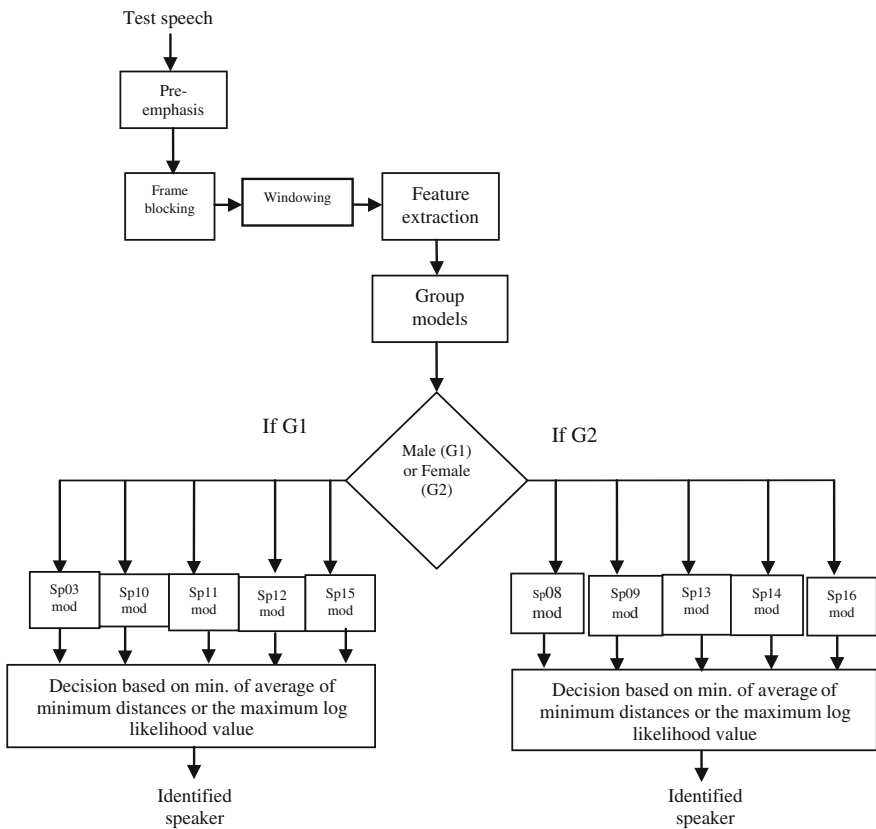 Test speech
Pre-
emphasis
Frame
blocking
Windowing
Feature
extraction
Group
models
If G1
If G2
Male (G1)
or Female
(G2)
Sp03
mod
Sp10
mod
Sp11
mod
Sp12
mod
Sp15
mod
Sp08
mod
Sp09
mod
Sp13
mod
Sp14
mod
Sp16
mod
Decision based on min. of average of
minimum distances or the maximum log
likelihood value
Decision based on min. of average of
minimum distances or the maximum log
likelihood value
Identified
speaker
Identified
speaker